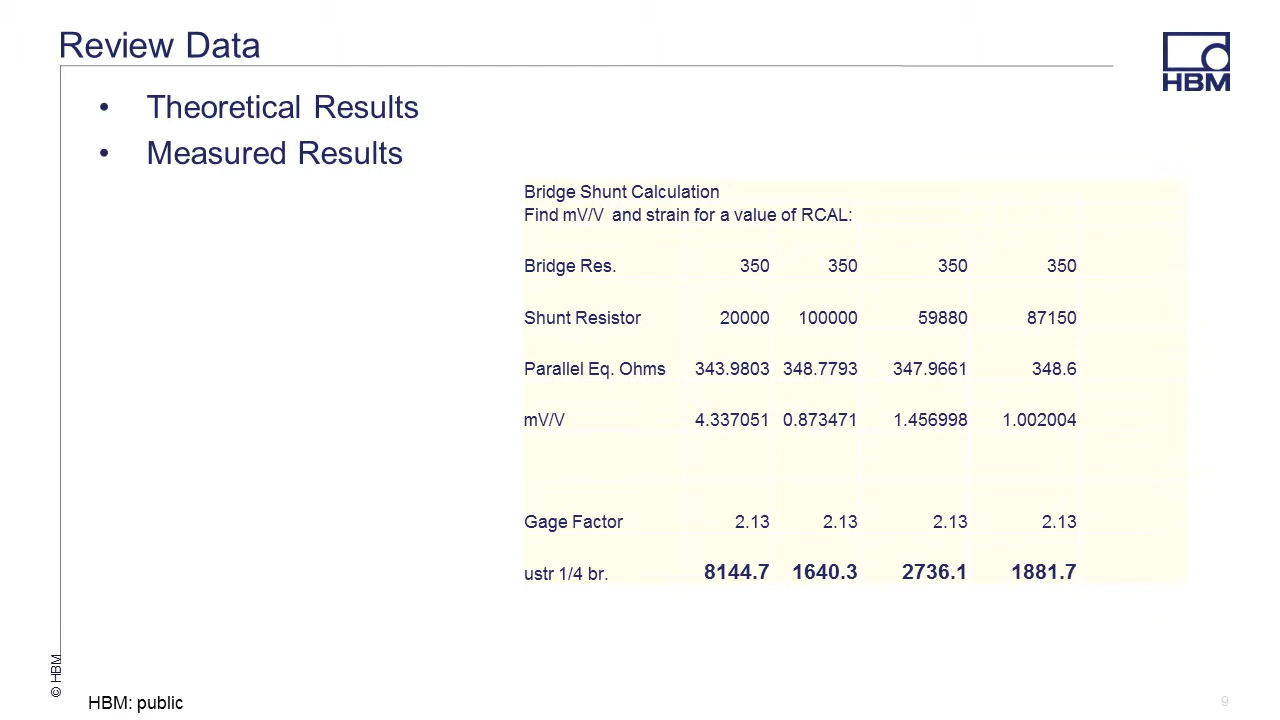 Review Data
HBM
• Theoretical Results
• Measured Results
Bridge Shunt Calculation
Find mV/V and strain for a value of RCAL:
Bridge Res. 350 350 350 350
Shunt Resistor 20000 100000 59880 87150
Parallel Eq. Ohms 343.9803 348.7793 347.9661 348.6
mV/V 4.337051 0.873471 1.456998 1.002004
Gage Factor 2.13 2.13 2.13 2.13
ustr 1/4 br. 8144.7 1640.3 2736.1 1881.7
© HBM
HBM: public
9